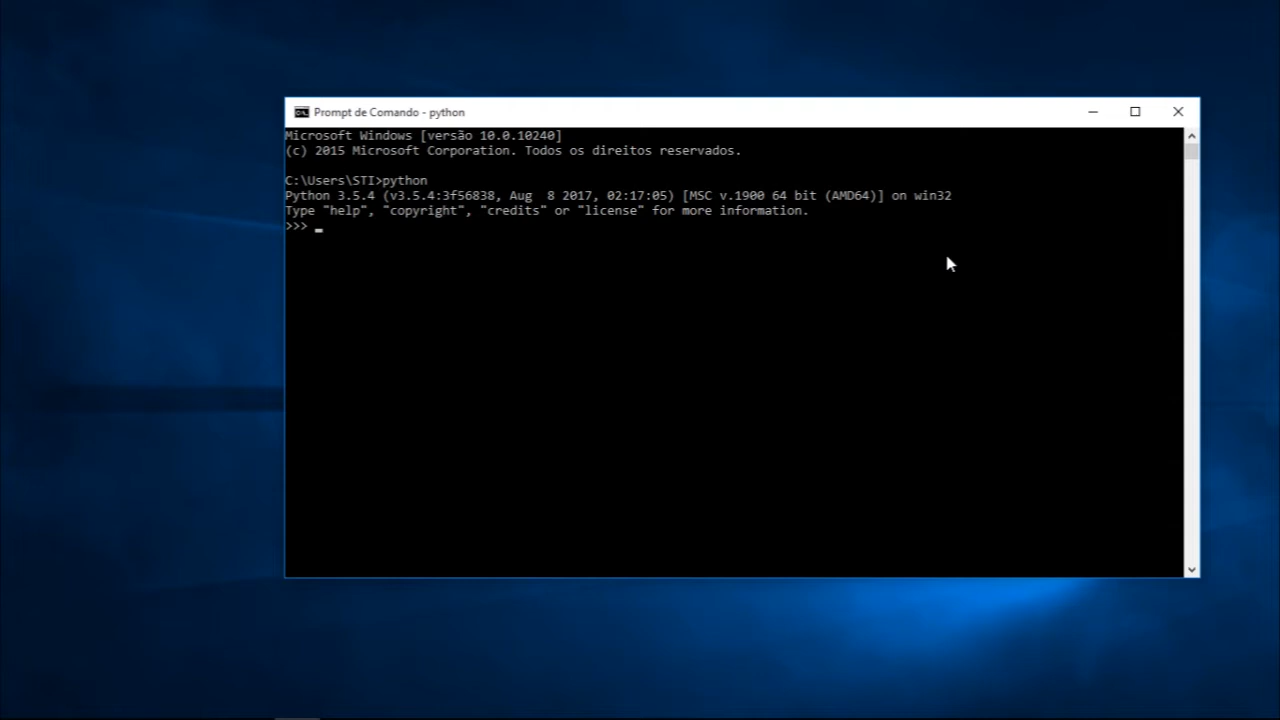 Prompt de Comando - python
Microsoft Windows [versão 10.0.10240]
(c) 2015 Microsoft Corporation. Todos os direitos reservados.
C:\Users\STI>python
Python 3.5.4 (v3.5.4:3f56838, Aug  8 2017, 02:17:05) [MSC v.1900 64 bit (AMD64)] on win32
Type "help", "copyright", "credits" or "license" for more information.
>>> _